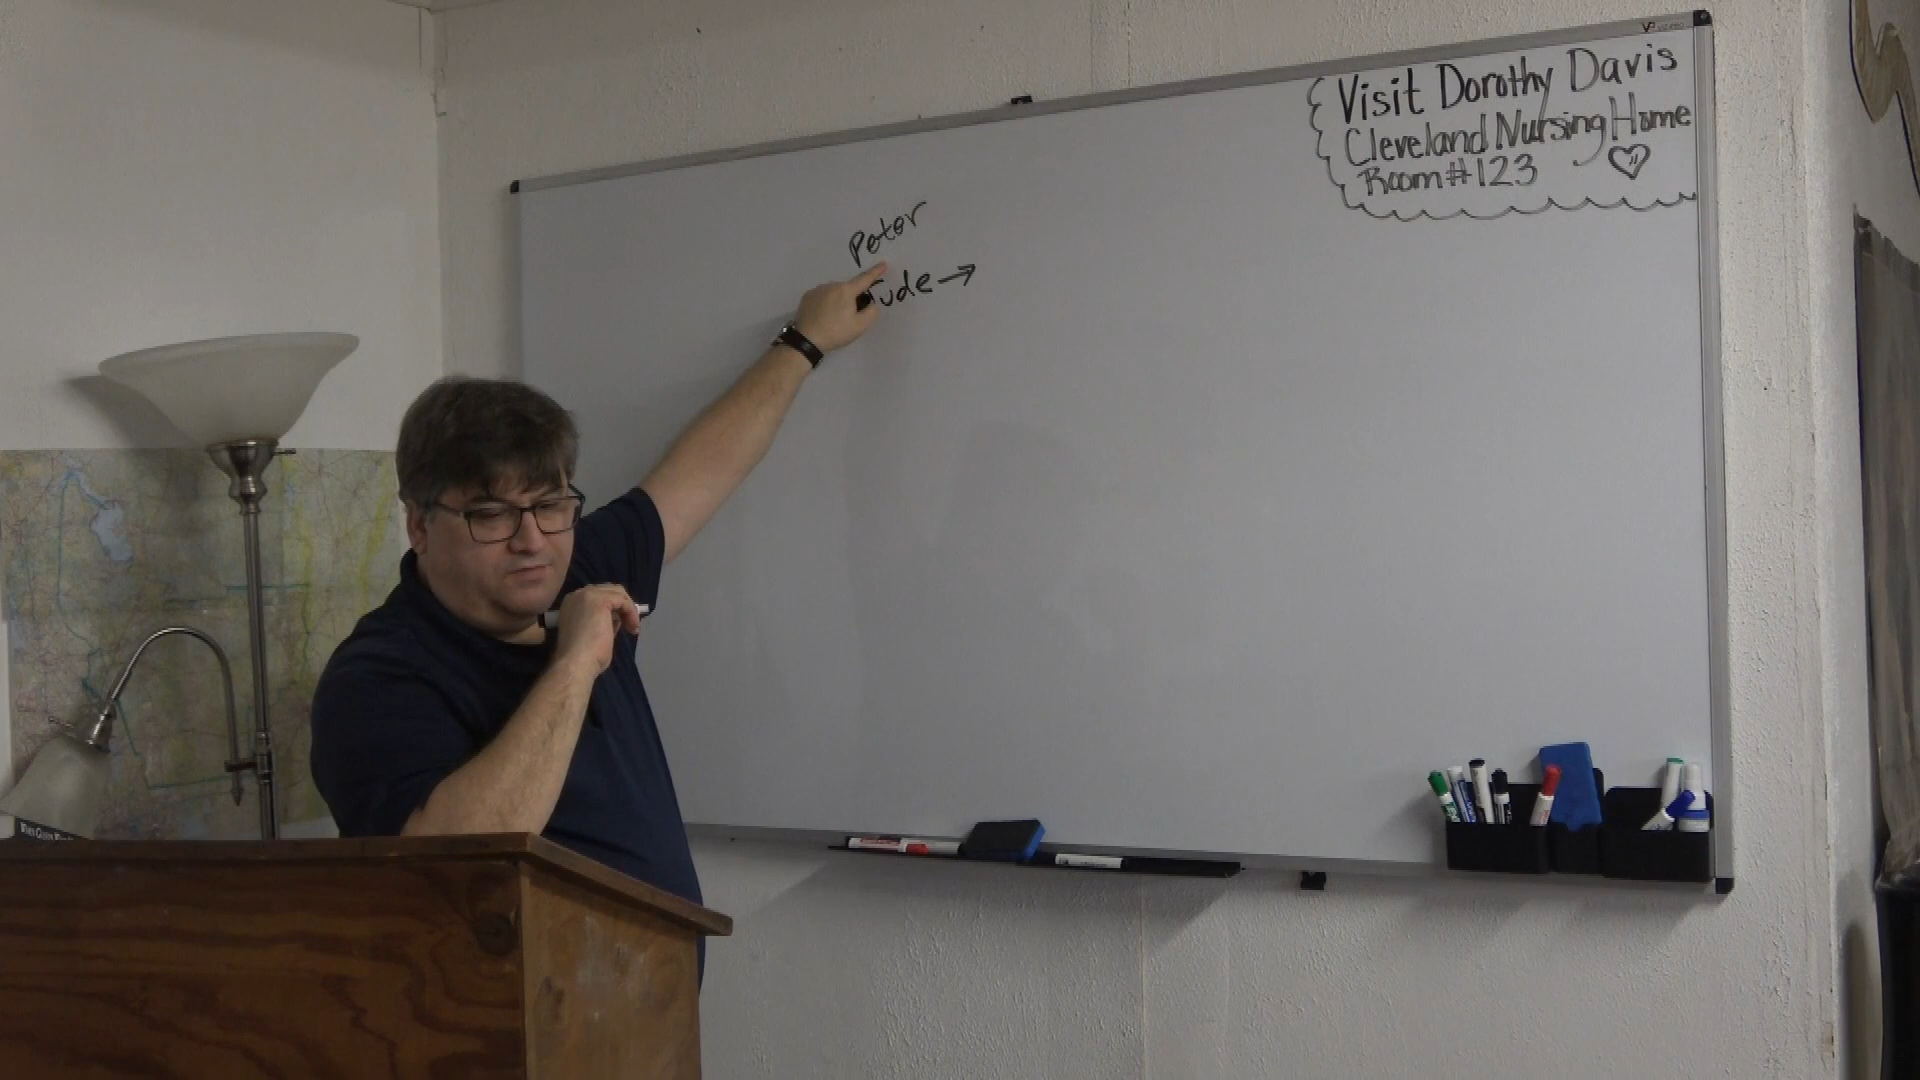 Visit Dorothy Davis
Cleveland Nursing Home
Room #123
Peter
Jude →